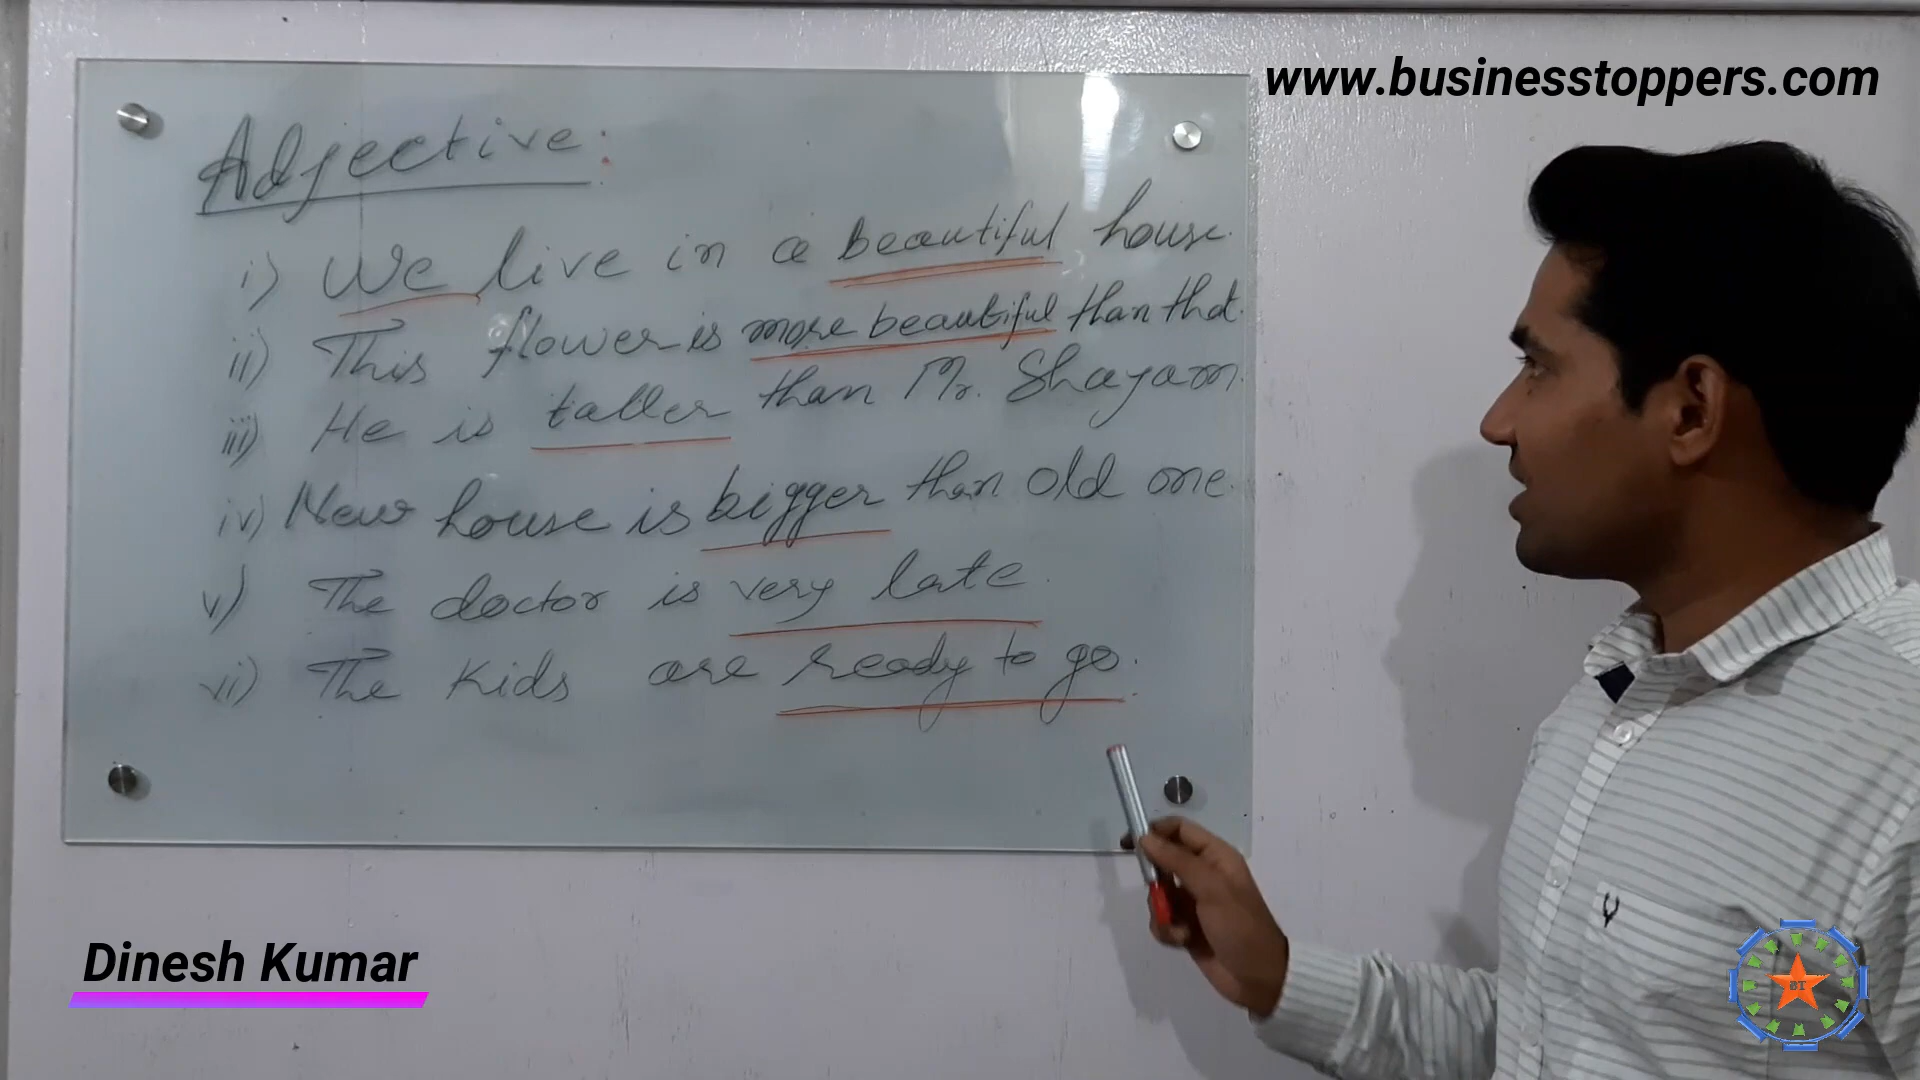 www.businesstoppers.com
Adjective:
i) We live in a beautiful house.
ii) This flower is more beautiful than that.
iii) He is taller than Mr. Shayam.
iv) New house is bigger than old one.
v) The doctor is very late.
vi) The Kids are ready to go.
Dinesh Kumar
BT